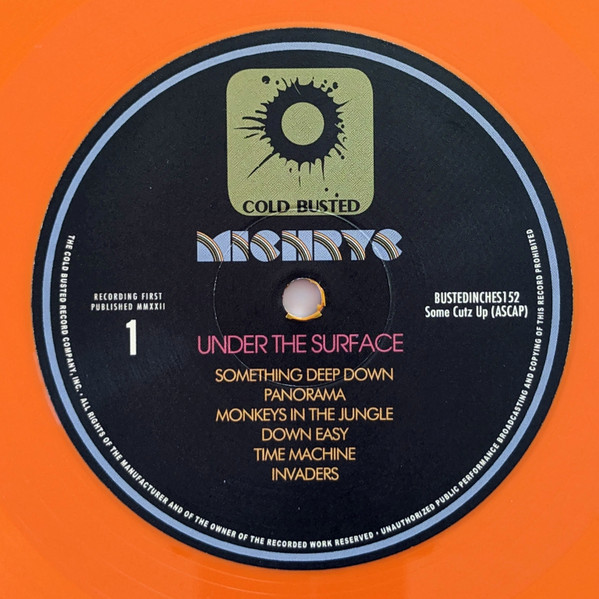 COLD BUSTED
MICHRYC
RECORDING FIRST
PUBLISHED MMXXII
1
BUSTEDINCHES152
Some Cutz Up (ASCAP)
UNDER THE SURFACE
SOMETHING DEEP DOWN
PANORAMA
MONKEYS IN THE JUNGLE
DOWN EASY
TIME MACHINE
INVADERS
THE COLD BUSTED RECORD COMPANY, INC. · ALL RIGHTS OF THE MANUFACTURER AND OF THE OWNER OF THE RECORDED WORK RESERVED · UNAUTHORIZED PUBLIC PERFORMANCE BROADCASTING AND COPYING OF THIS RECORD PROHIBITED